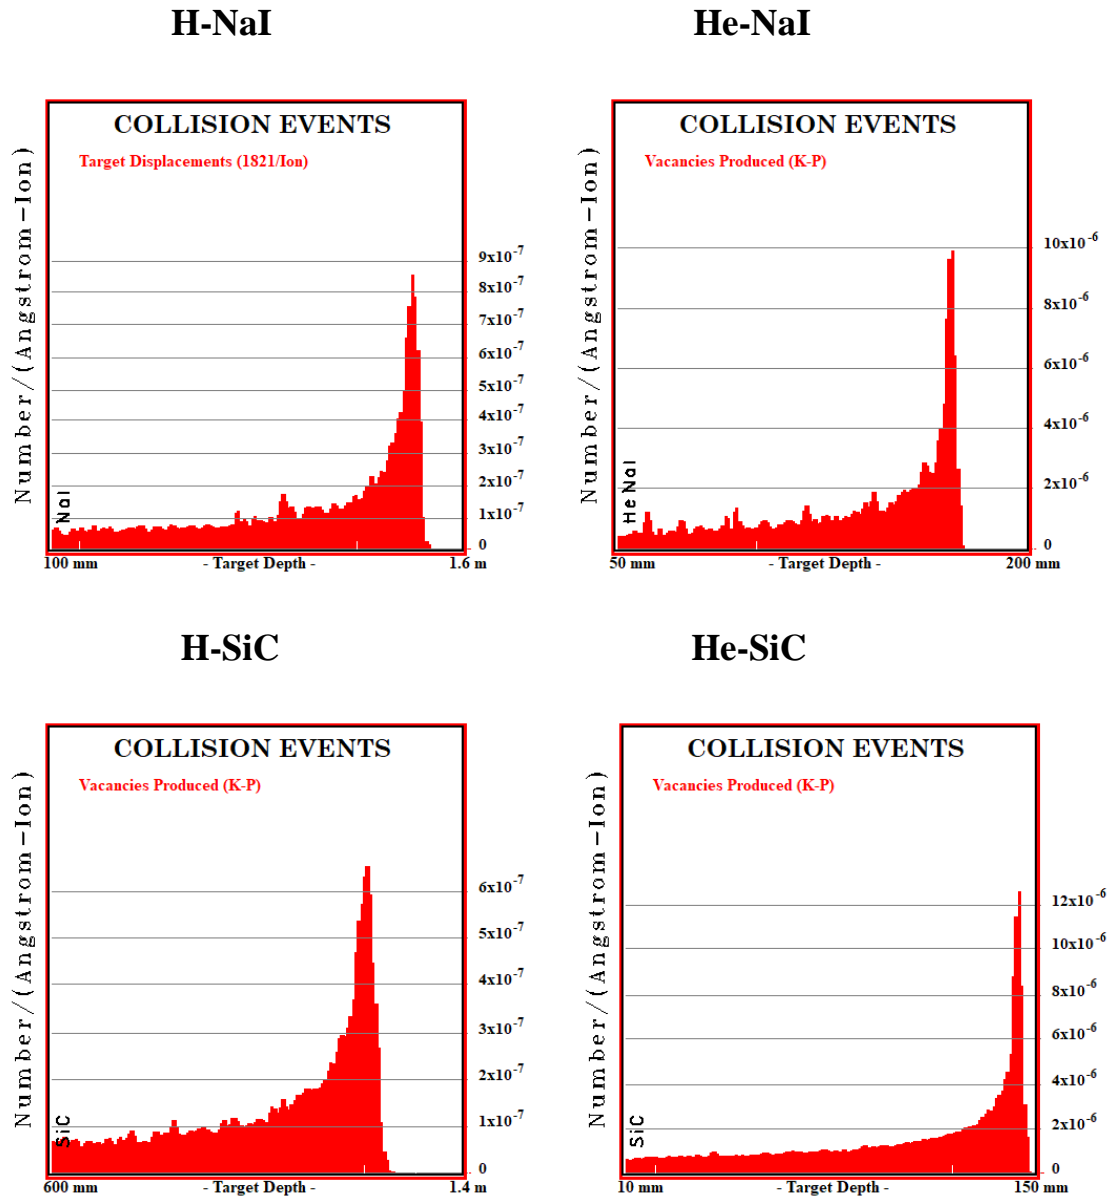 H-NaI
He-NaI
COLLISION EVENTS
Target Displacements (1821/Ion)
Number/(Angstrom-Ion)
9x10^-7
8x10^-7
7x10^-7
6x10^-7
5x10^-7
4x10^-7
3x10^-7
2x10^-7
1x10^-7
0
NaI
100 mm - Target Depth - 1.6 m
COLLISION EVENTS
Vacancies Produced (K-P)
Number/(Angstrom-Ion)
10x10^-6
8x10^-6
6x10^-6
4x10^-6
2x10^-6
0
HeNaI
50 mm - Target Depth - 200 mm
H-SiC
He-SiC
COLLISION EVENTS
Vacancies Produced (K-P)
Number/(Angstrom-Ion)
6x10^-7
5x10^-7
4x10^-7
3x10^-7
2x10^-7
1x10^-7
0
SiC
600 mm - Target Depth - 1.4 m
COLLISION EVENTS
Vacancies Produced (K-P)
Number/(Angstrom-Ion)
12x10^-6
10x10^-6
8x10^-6
6x10^-6
4x10^-6
2x10^-6
0
SiC
10 mm - Target Depth - 150 mm